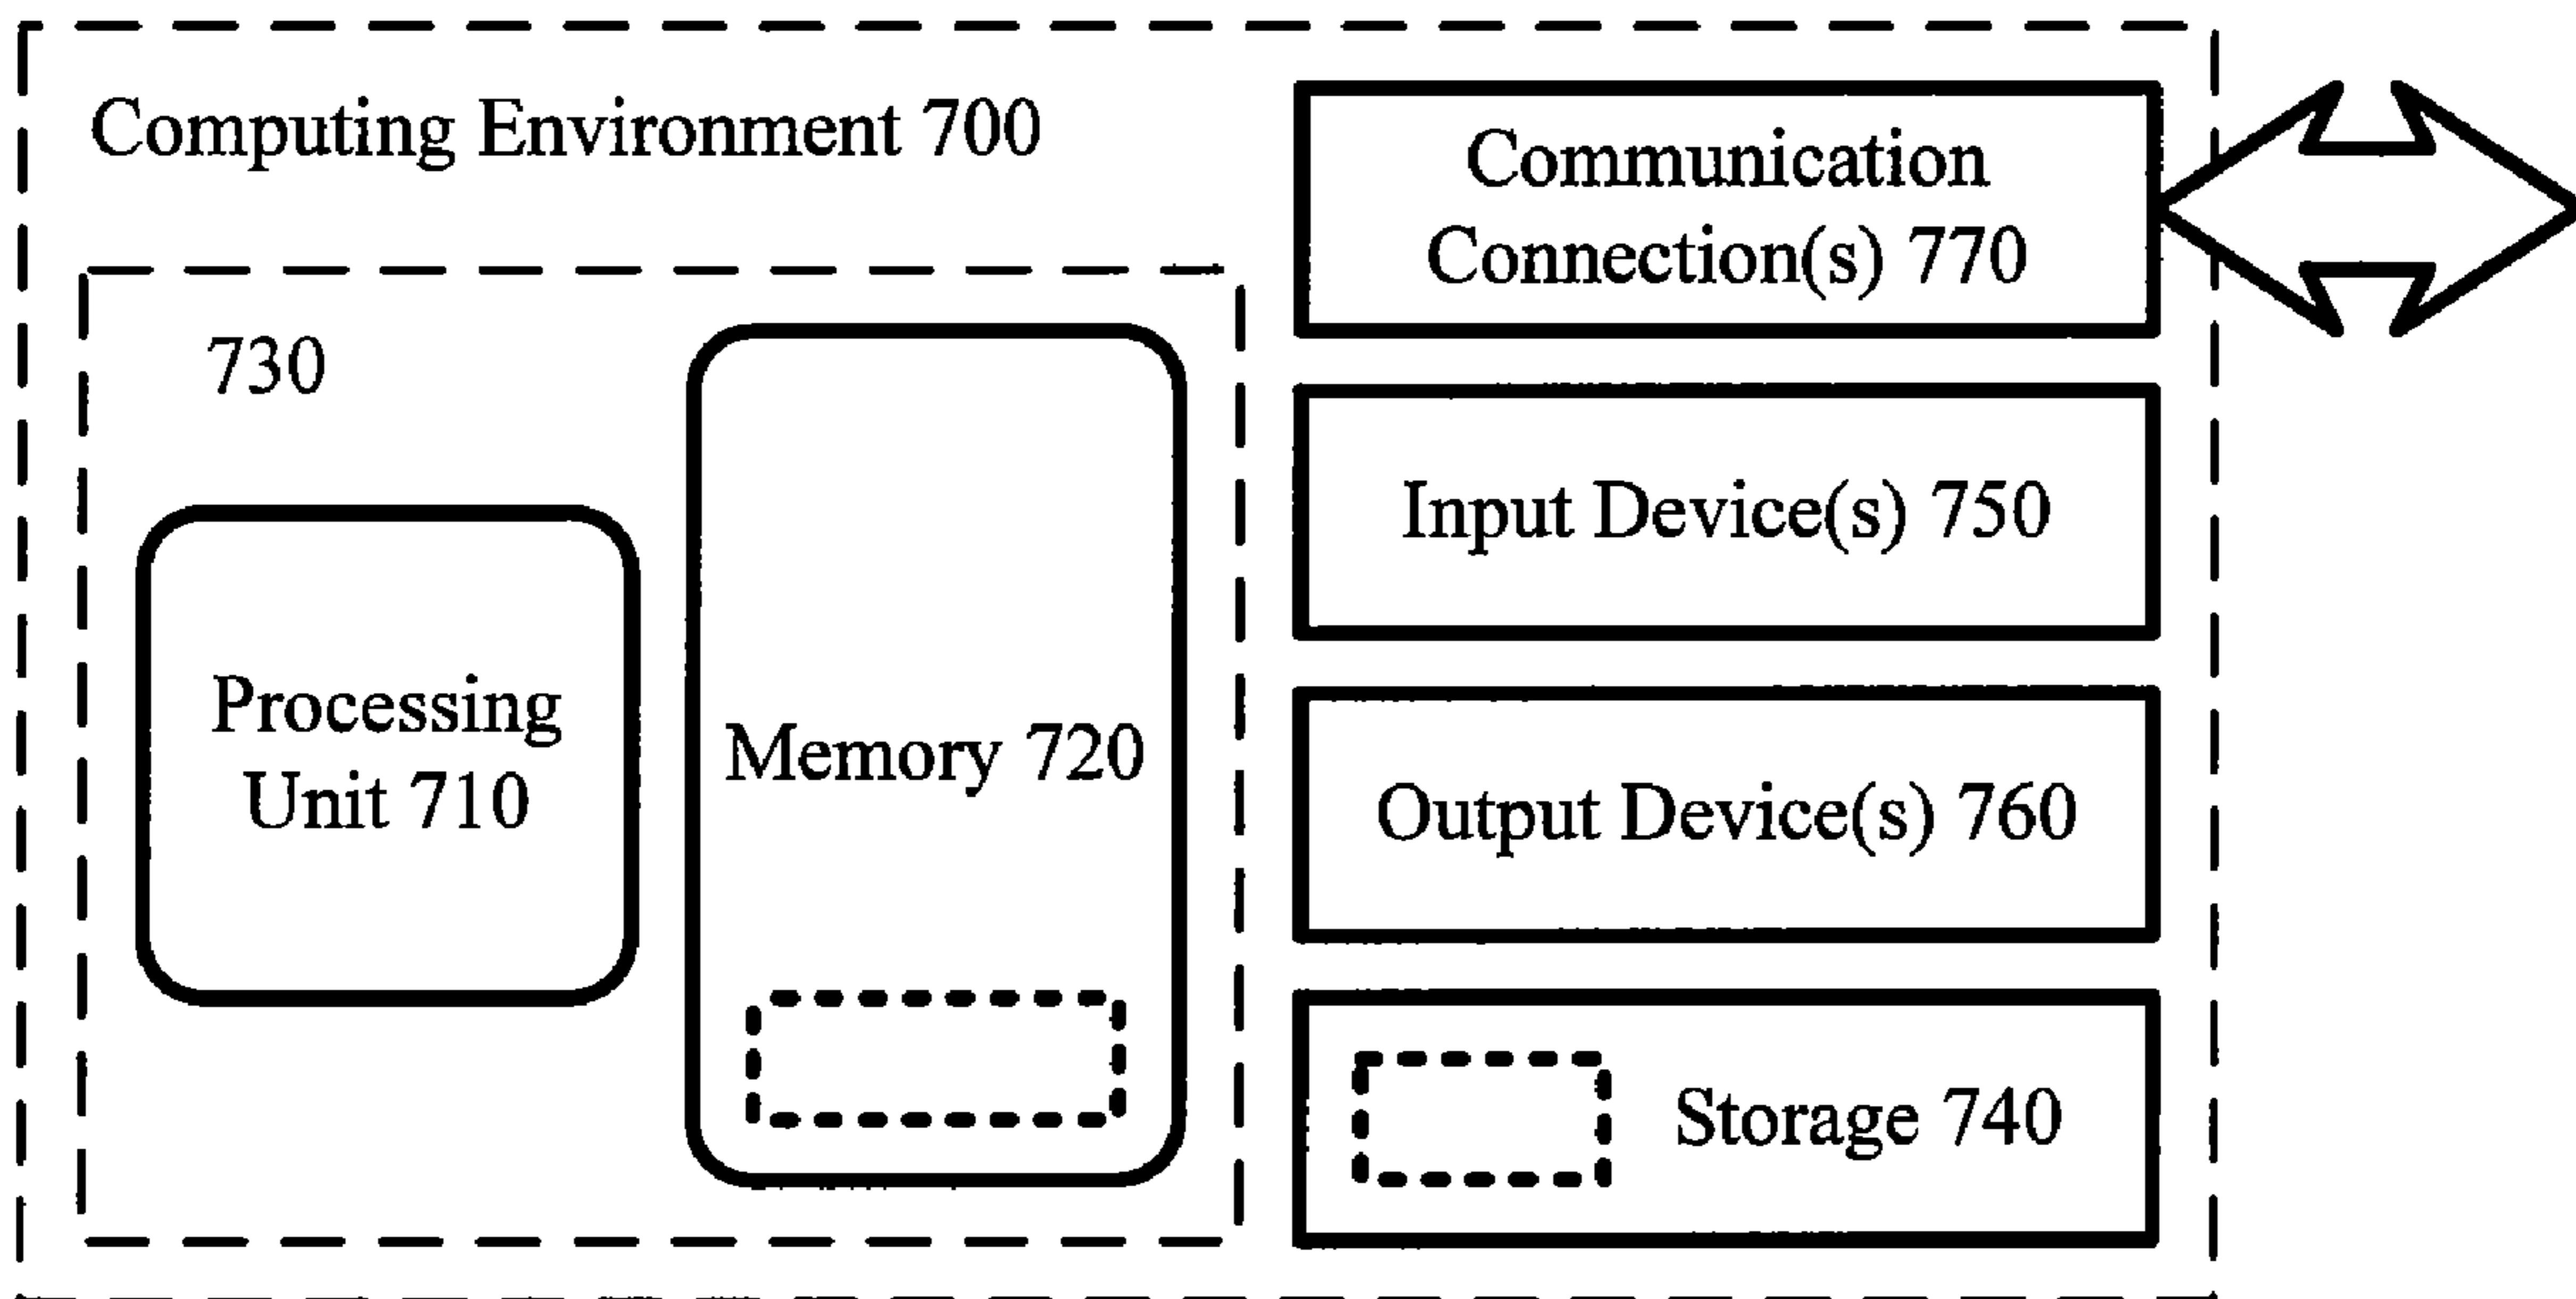 Computing Environment 700
730
Processing
Unit 710
Memory 720
Communication
Connection(s) 770
Input Device(s) 750
Output Device(s) 760
Storage 740